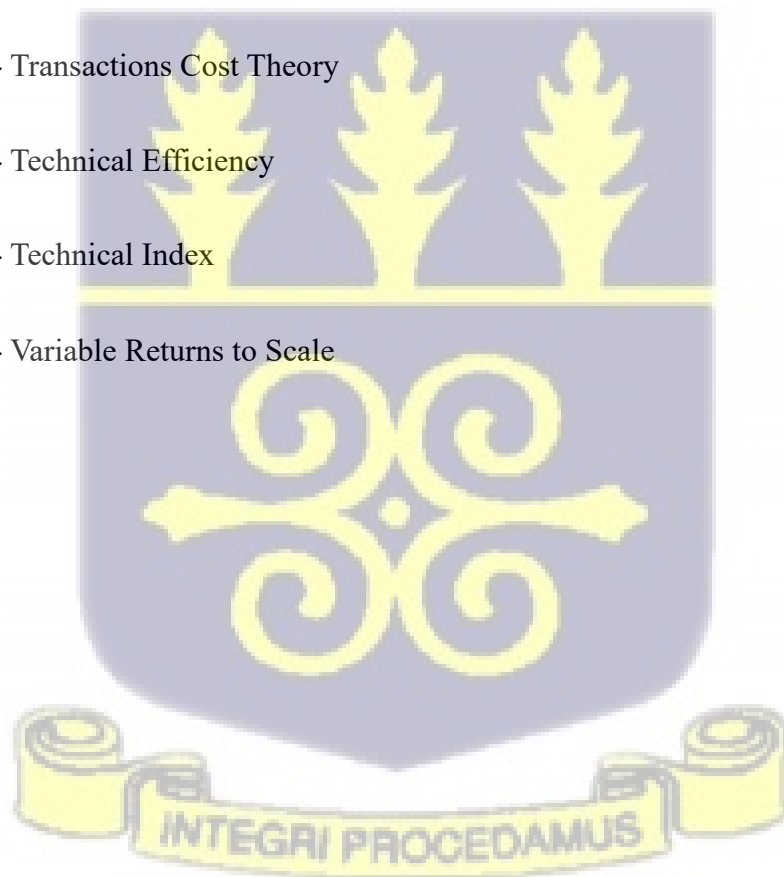 - Transactions Cost Theory
- Technical Efficiency
- Technical Index
- Variable Returns to Scale
INTEGRI PROCEDAMUS